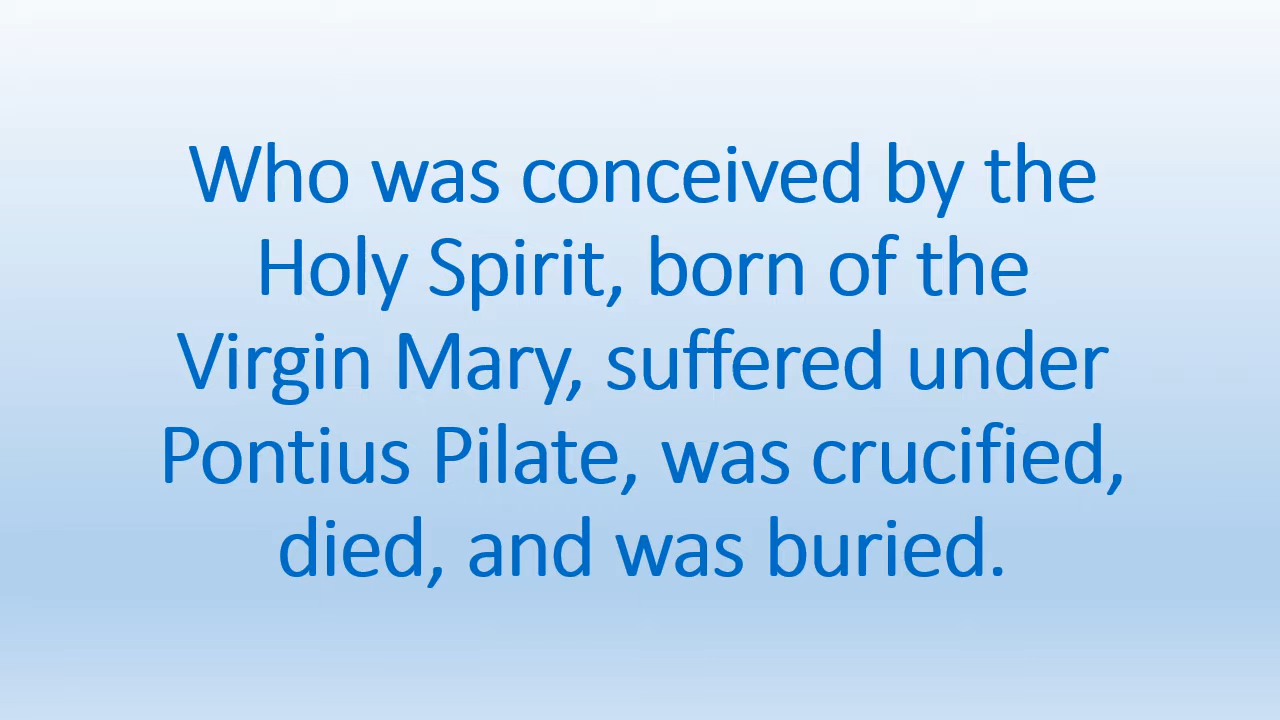 Who was conceived by the
Holy Spirit, born of the
Virgin Mary, suffered under
Pontius Pilate, was crucified,
died, and was buried.